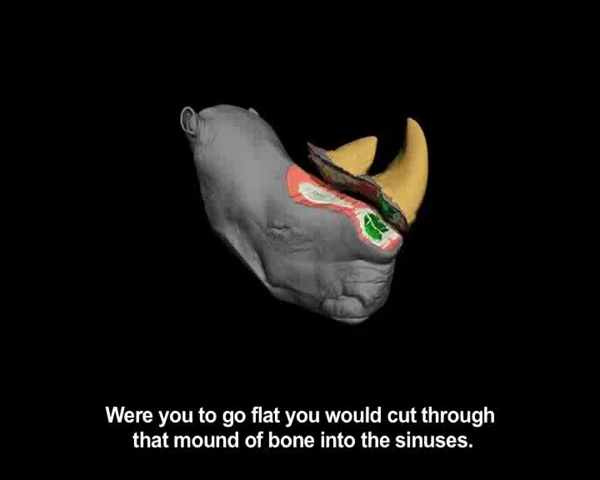 Were you to go flat you would cut through
that mound of bone into the sinuses.